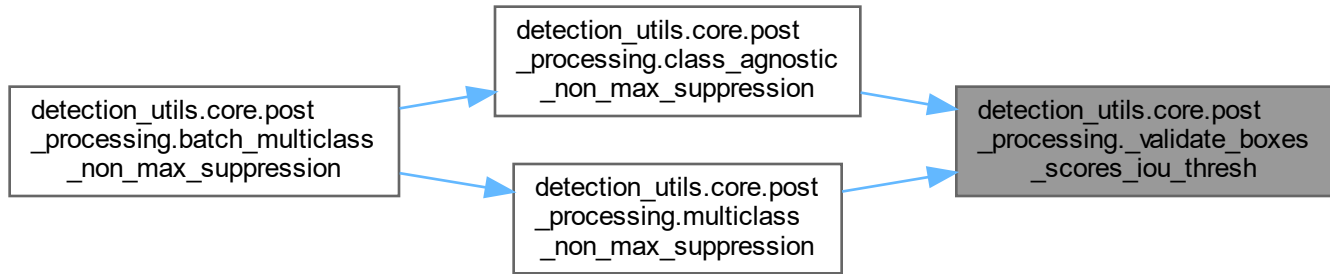 detection_utils.core.post
_processing.batch_multiclass
_non_max_suppression
detection_utils.core.post
_processing.class_agnostic
_non_max_suppression
detection_utils.core.post
_processing.multiclass
_non_max_suppression
detection_utils.core.post
_processing._validate_boxes
_scores_iou_thresh